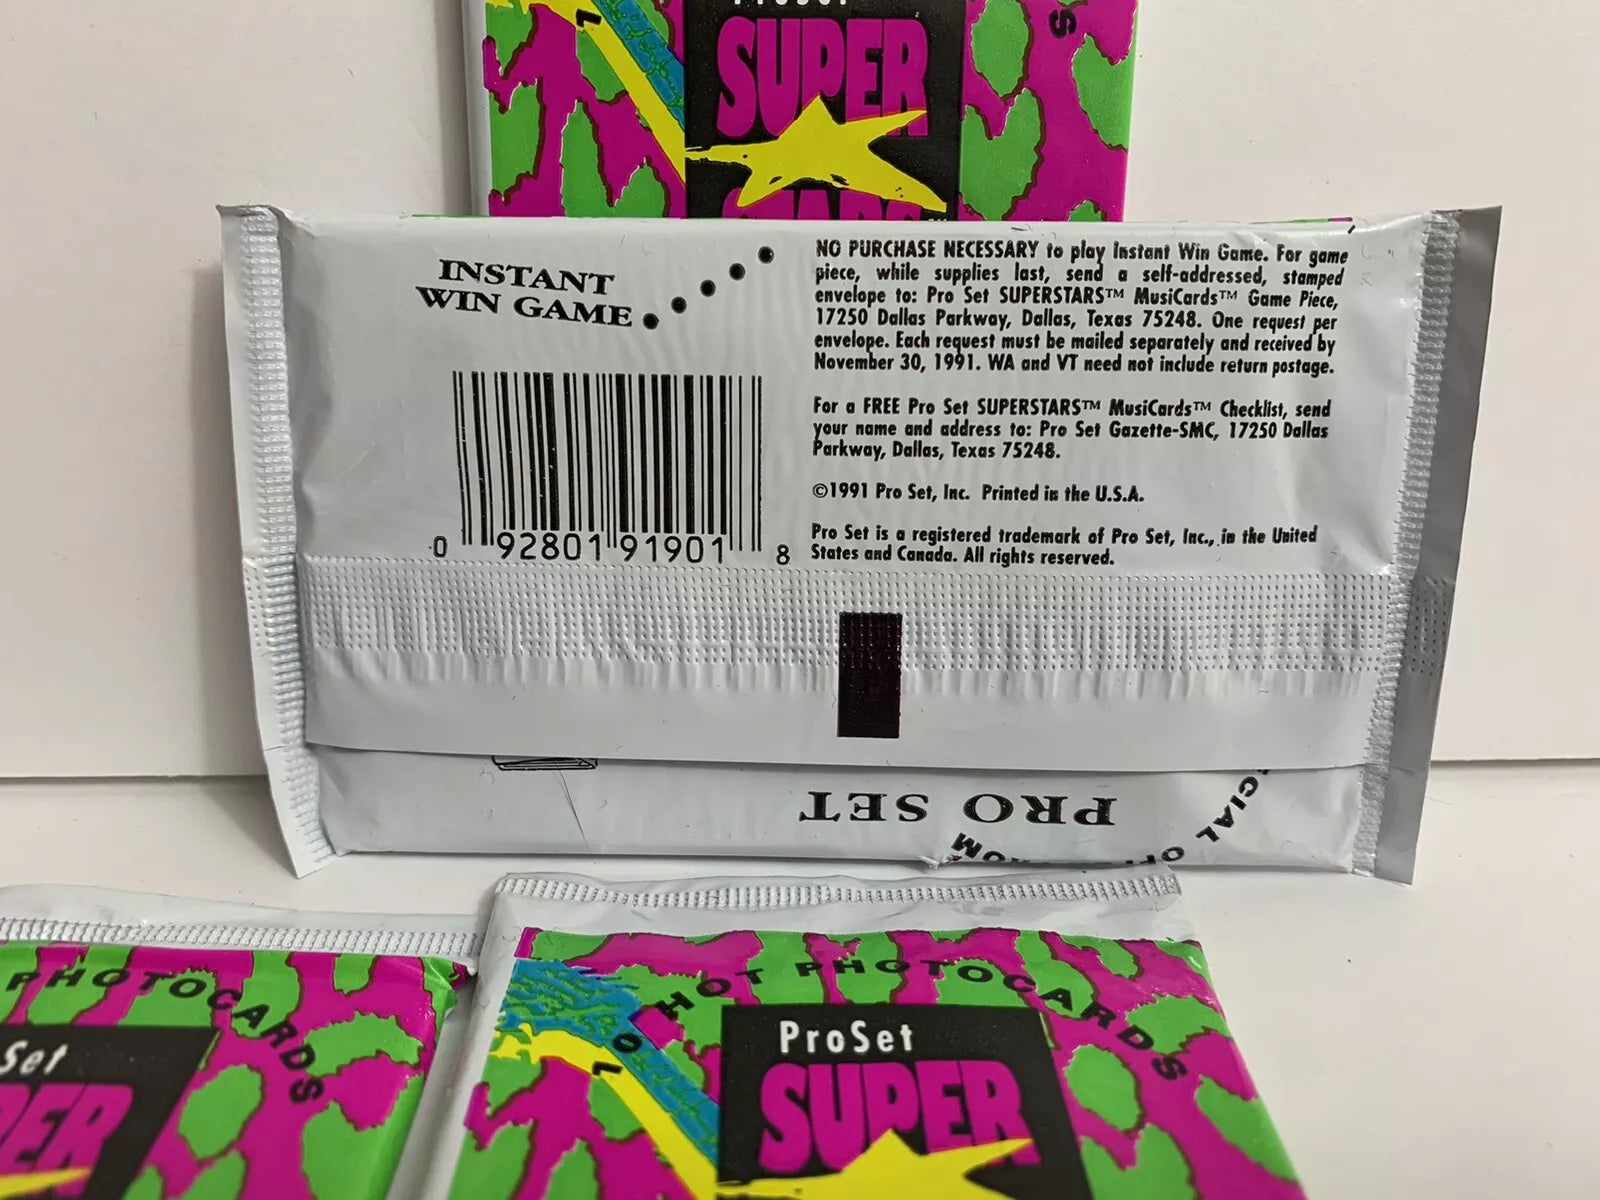 ProSet
SUPER
STARS
S
L
INSTANT
WIN GAME
NO PURCHASE NECESSARY to play Instant Win Game. For game
piece, while supplies last, send a self-addressed, stamped
envelope to: Pro Set SUPERSTARS™ MusiCards™ Game Piece,
17250 Dallas Parkway, Dallas, Texas 75248. One request per
envelope. Each request must be mailed separately and received by
November 30, 1991. WA and VT need not include return postage.
For a FREE Pro Set SUPERSTARS™ MusiCards™ Checklist, send
your name and address to: Pro Set Gazette-SMC, 17250 Dallas
Parkway, Dallas, Texas 75248.
©1991 Pro Set, Inc. Printed in the U.S.A.
Pro Set is a registered trademark of Pro Set, Inc., in the United
States and Canada. All rights reserved.
0 92801 91901 8
PRO SET
PHOTOCARDS
Set
PER
HOT PHOTOCARDS
10 L
ProSet
SUPER